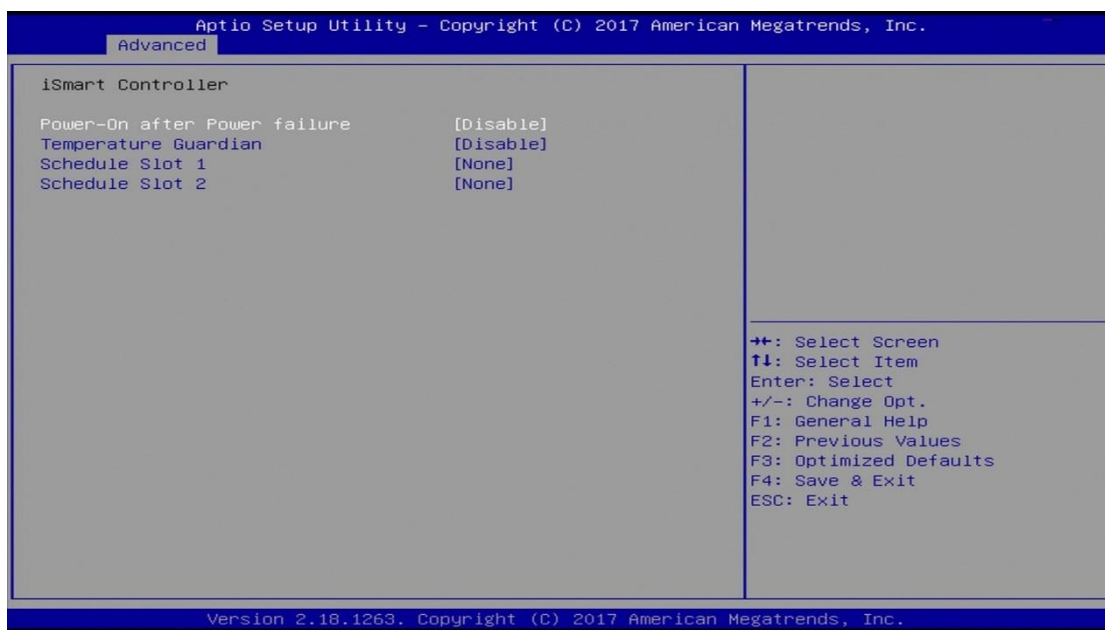 Aptio Setup Utility – Copyright (C) 2017 American Megatrends, Inc.
Advanced
iSmart Controller
Power-On after Power failure [Disable]
Temperature Guardian [Disable]
Schedule Slot 1 [None]
Schedule Slot 2 [None]
→←: Select Screen
↑↓: Select Item
Enter: Select
+/-: Change Opt.
F1: General Help
F2: Previous Values
F3: Optimized Defaults
F4: Save & Exit
ESC: Exit
Version 2.18.1263. Copyright (C) 2017 American Megatrends, Inc.